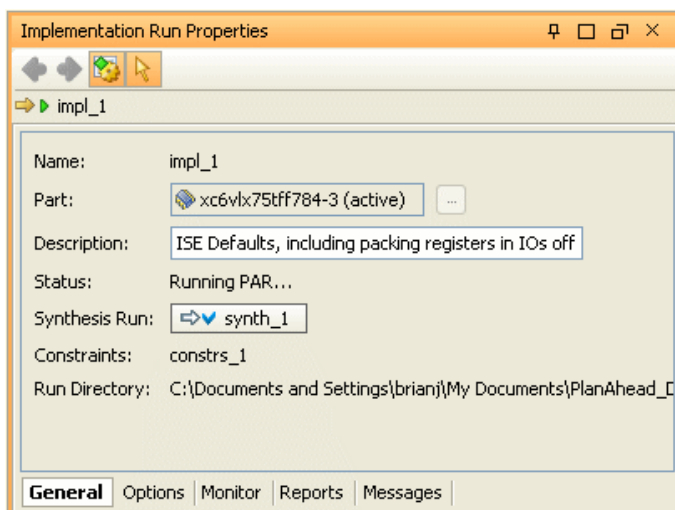 Implementation Run Properties
impl_1
Name: impl_1
Part: xc6vlx75tff784-3 (active) ...
Description: ISE Defaults, including packing registers in IOs off
Status: Running PAR...
Synthesis Run: synth_1
Constraints: constrs_1
Run Directory: C:\Documents and Settings\brianj\My Documents\PlanAhead_D
General Options Monitor Reports Messages